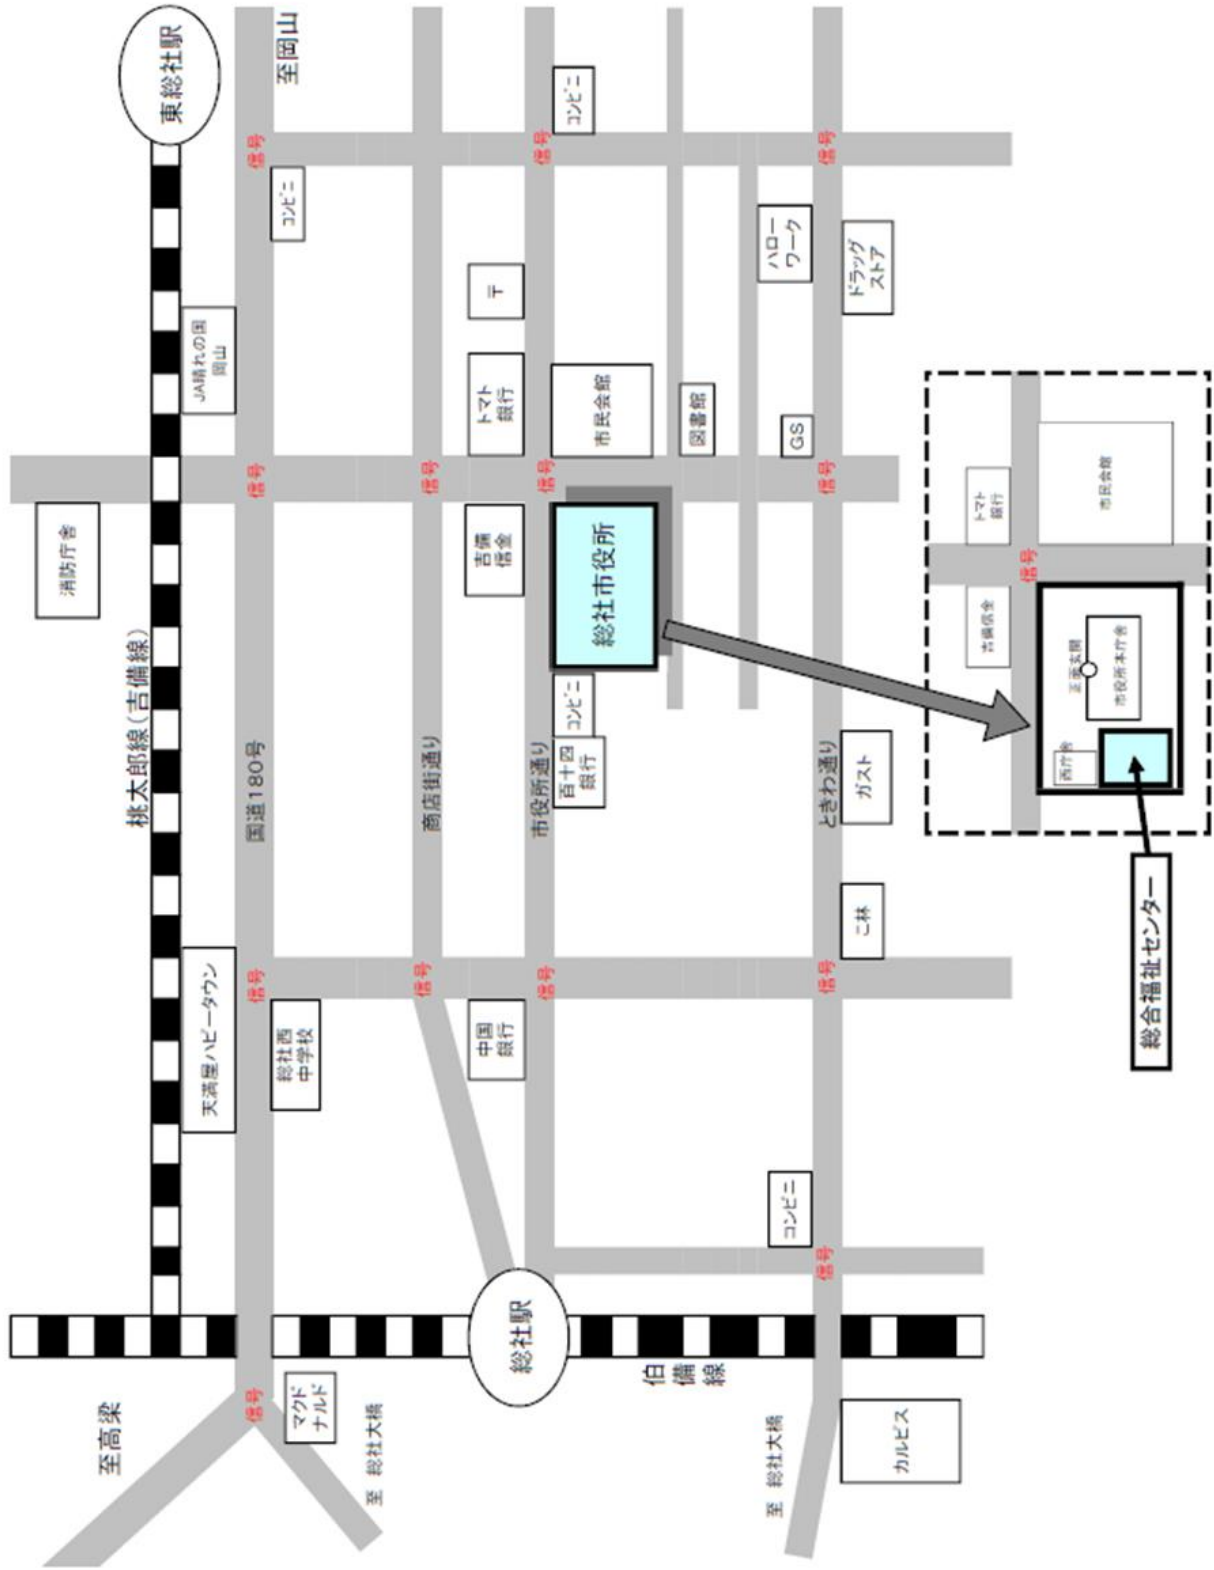 消防庁舎
至高梁
桃太郎線(吉備線)
東総社駅
天満屋ハピータウン
JA晴れの国
岡山
信号
信号
国道180号
信号
信号
至岡山
マクド
ナルド
総社西
中学校
コンビニ
至 総社大橋
信号
商店街通り
信号
中国
銀行
吉備
信金
トマト
銀行
〒
総社駅
信号
市役所通り
信号
信号
百十四
銀行
コンビニ
総社市役所
市民会館
コンビニ
伯
備
線
図書館
コンビニ
GS
ハロー
ワーク
至 総社大橋
信号
信号
ときわ通り
信号
信号
カルピス
こ林
ガスト
ドラッグ
ストア
吉備信金
トマト
銀行
信号
西庁舎
正面玄関
市役所本庁舎
市民会館
総合福祉センター